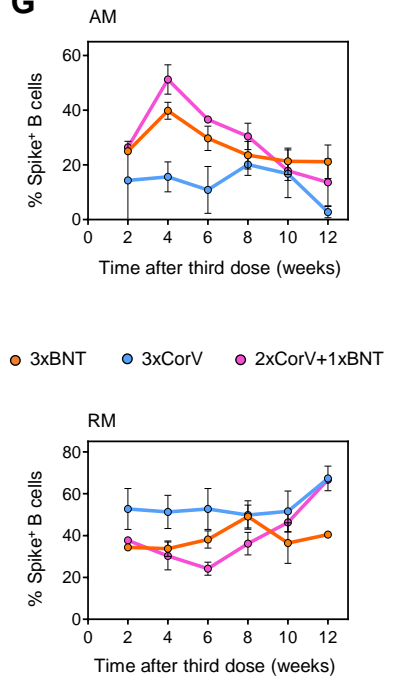 G
AM
60
40
20
0
% Spike⁺ B cells
0 2 4 6 8 10 12
Time after third dose (weeks)
3xBNT 3xCorV 2xCorV+1xBNT
RM
80
60
40
20
0
% Spike⁺ B cells
0 2 4 6 8 10 12
Time after third dose (weeks)